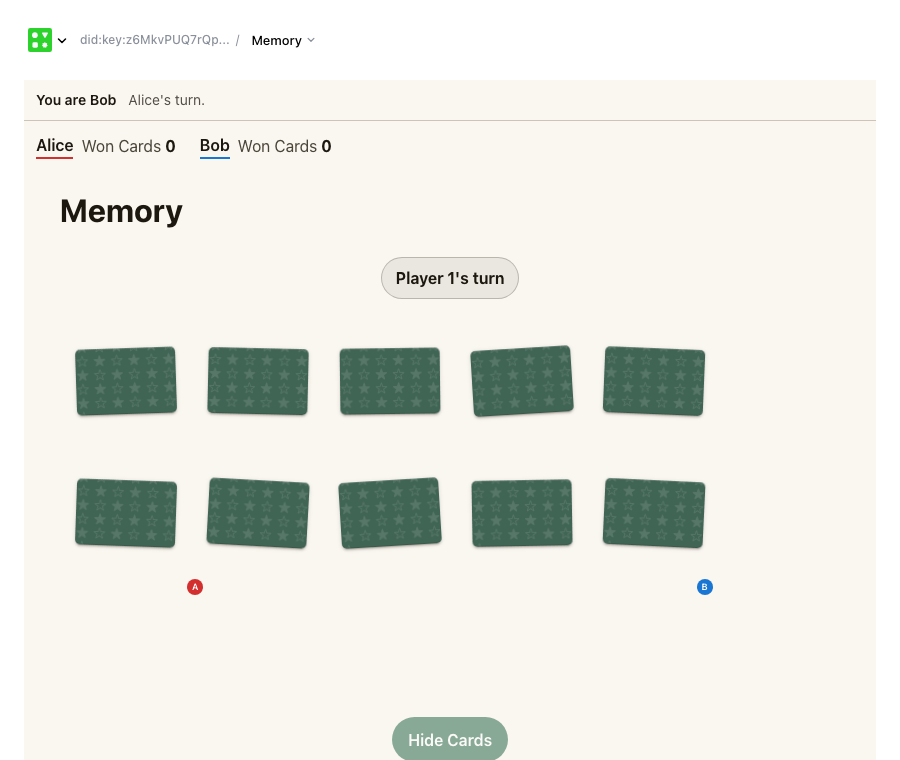 did:key:z6MkvPUQ7rQp... / Memory
You are Bob Alice's turn.
Alice Won Cards 0 Bob Won Cards 0
Memory
Player 1's turn
A B
Hide Cards